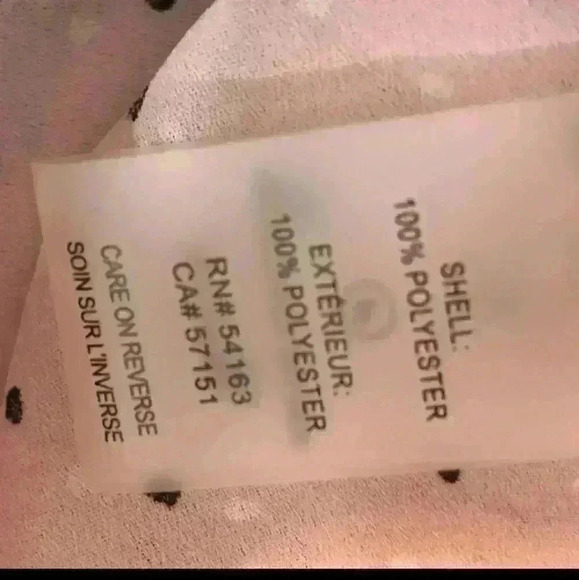 SHELL:
100% POLYESTER
EXTÉRIEUR:
100% POLYESTER
RN# 54163
CA# 57151
CARE ON REVERSE
SOIN SUR L'INVERSE